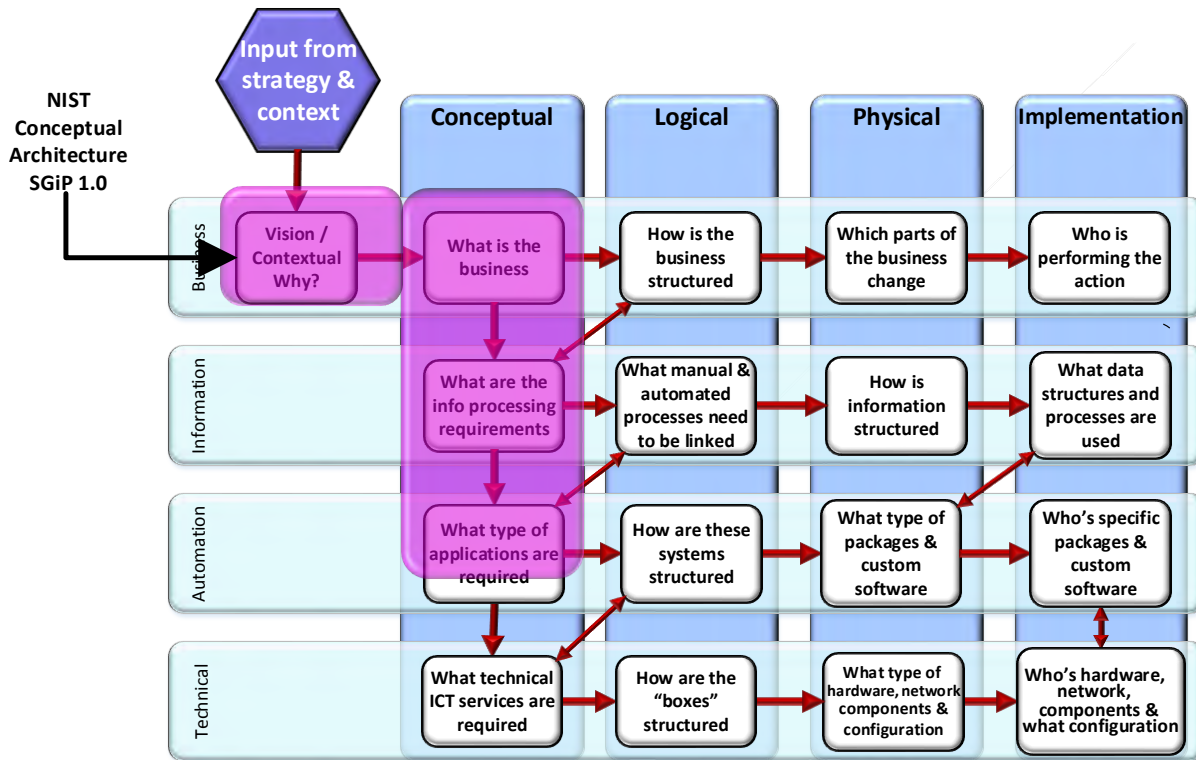 Input from
strategy &
context
NIST
Conceptual
Architecture
SGiP 1.0
Conceptual
Logical
Physical
Implementation
Business
Vision /
Contextual
Why?
What is the
business
How is the
business
structured
Which parts of
the business
change
Who is
performing the
action
Information
What are the
info processing
requirements
What manual &
automated
processes need
to be linked
How is
information
structured
What data
structures and
processes are
used
Automation
What type of
applications are
required
How are these
systems
structured
What type of
packages &
custom
software
Who's specific
packages &
custom
software
Technical
What technical
ICT services are
required
How are the
“boxes”
structured
What type of
hardware, network
components &
configuration
Who's hardware,
network,
components &
what configuration